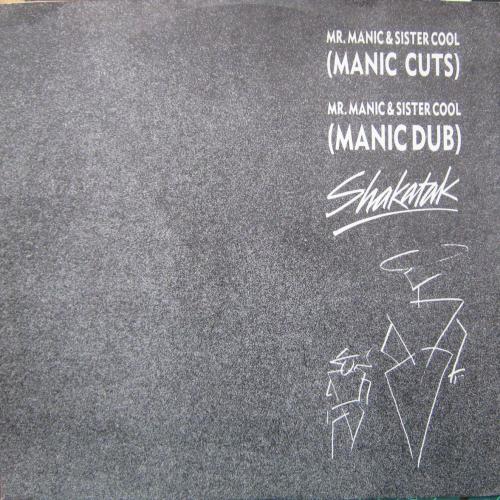 MR. MANIC & SISTER COOL
(MANIC CUTS)
MR. MANIC & SISTER COOL
(MANIC DUB)
Shakatak